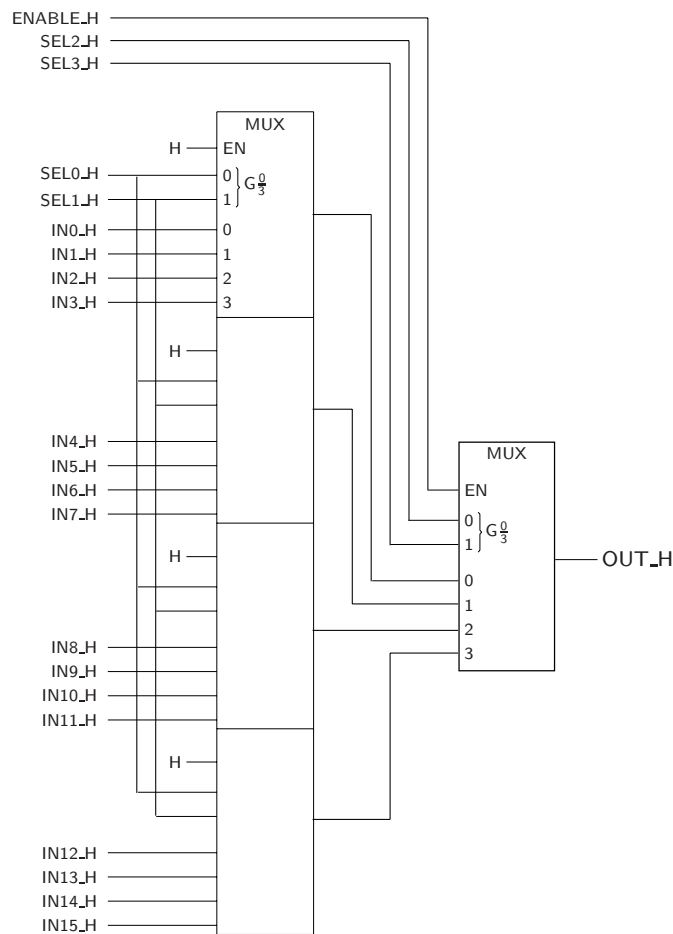 ENABLE_H
SEL2_H
SEL3_H
MUX
H
EN
SEL0_H
0
G 0/3
SEL1_H
1
IN0_H
0
IN1_H
1
IN2_H
2
IN3_H
3
H
IN4_H
IN5_H
IN6_H
IN7_H
MUX
EN
0
G 0/3
1
0
1
2
3
OUT_H
H
IN8_H
IN9_H
IN10_H
IN11_H
H
IN12_H
IN13_H
IN14_H
IN15_H